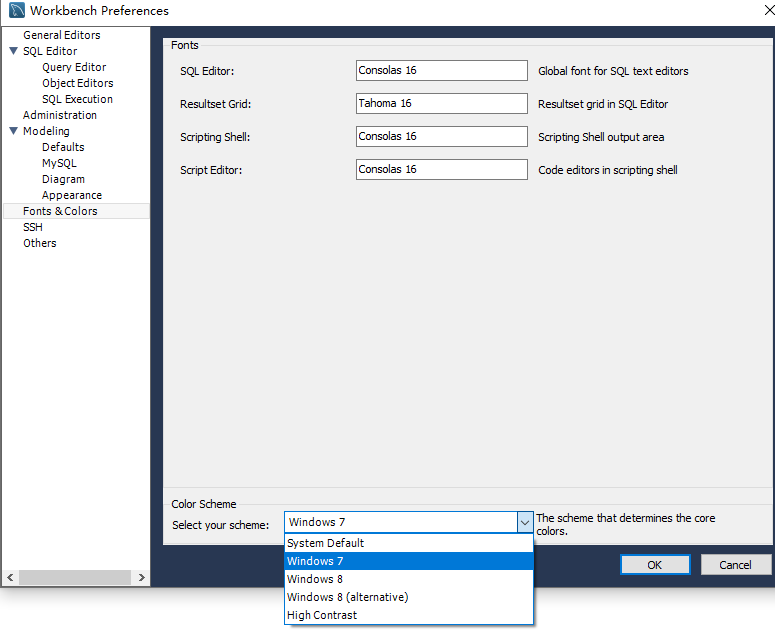 Workbench Preferences
General Editors
SQL Editor
Query Editor
Object Editors
SQL Execution
Administration
Modeling
Defaults
MySQL
Diagram
Appearance
Fonts & Colors
SSH
Others
Fonts
SQL Editor: Consolas 16 Global font for SQL text editors
Resultset Grid: Tahoma 16 Resultset grid in SQL Editor
Scripting Shell: Consolas 16 Scripting Shell output area
Script Editor: Consolas 16 Code editors in scripting shell
Color Scheme
Select your scheme: Windows 7 The scheme that determines the core
colors.
System Default
Windows 7
Windows 8
Windows 8 (alternative)
High Contrast
OK Cancel